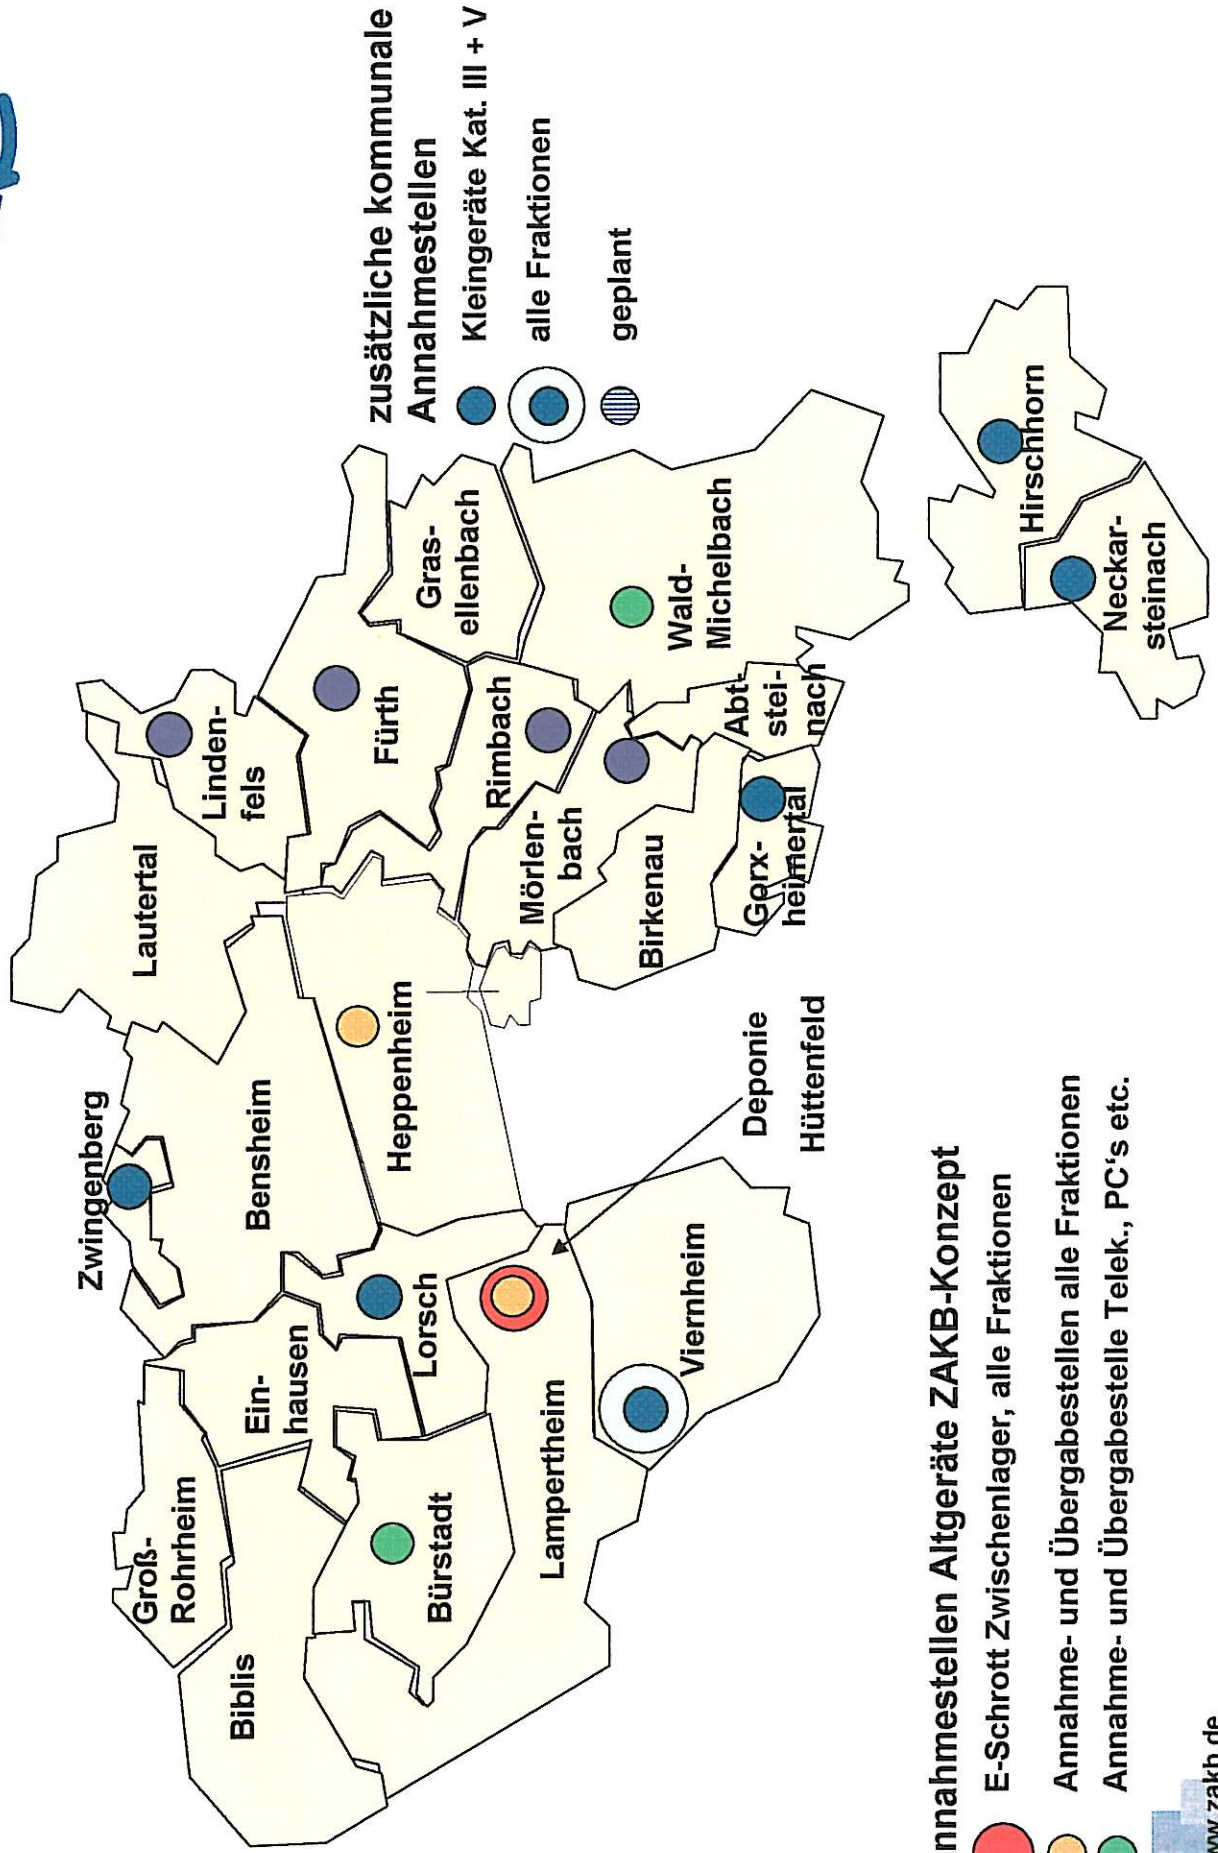 zusätzliche kommunale
Annahmestellen
Kleingeräte Kat. III + V
alle Fraktionen
geplant
Zwingenberg
Lautertal
Linden-
fels
Groß-
Rohrheim
Bensheim
Ein-
hausen
Biblis
Fürth
Gras-
ellenbach
Heppenheim
Lorsch
Bürstadt
Rimbach
Mörlen-
bach
Wald-
Michelbach
Lampertheim
Birkenau
Abt-
stei-
nach
Viernheim
Gorx-
heimertal
Deponie
Hüttenfeld
Hirschhorn
Neckar-
steinach
nnahmestellen Altgeräte ZAKB-Konzept
E-Schrott Zwischenlager, alle Fraktionen
Annahme- und Übergabestellen alle Fraktionen
Annahme- und Übergabestelle Telek., PC's etc.
ww.zakb.de